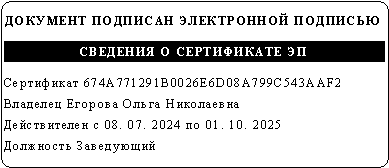 ДОКУМЕНТ ПОДПИСАН ЭЛЕКТРОННОЙ ПОДПИСЬЮ
СВЕДЕНИЯ О СЕРТИФИКАТЕ ЭП
Сертификат 674A771291B0026E6D08A799C543AAF2
Владелец Егорова Ольга Николаевна
Действителен с 08. 07. 2024 по 01. 10. 2025
Должность Заведующий